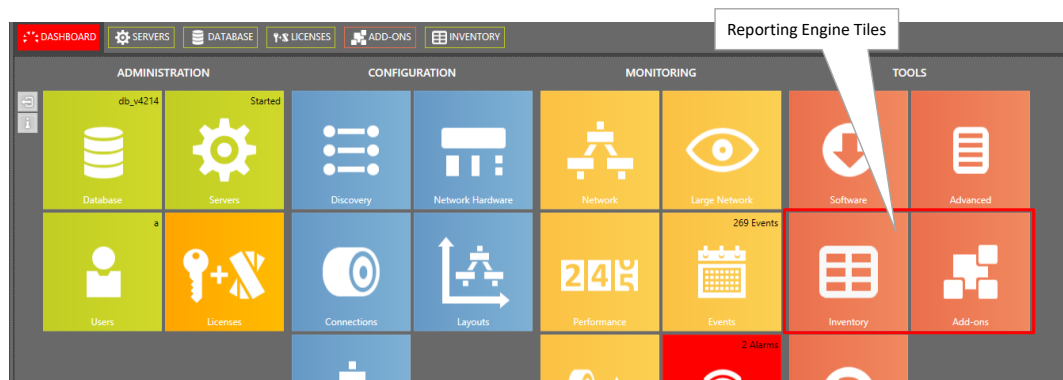 Reporting Engine Tiles
DASHBOARD SERVERS DATABASE LICENSES ADD-ONS INVENTORY
ADMINISTRATION CONFIGURATION MONITORING TOOLS
db_v4214 Started
Database Servers Discovery Network Hardware Network Large Network Software Advanced
a 269 Events
Users Licenses Connections Layouts Performance Events Inventory Add-ons
2 Alarms